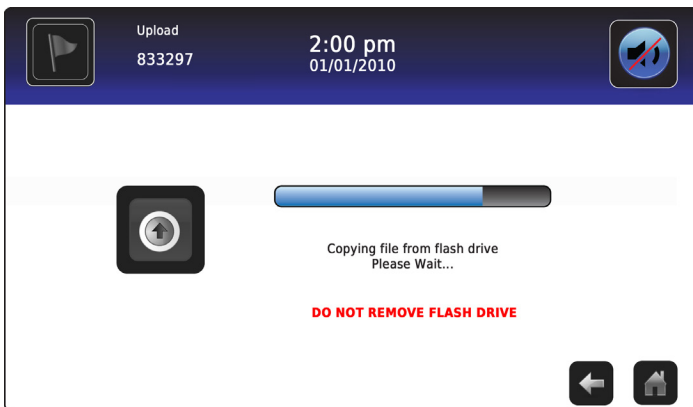 Upload
833297
2:00 pm
01/01/2010
Copying file from flash drive
Please Wait...
DO NOT REMOVE FLASH DRIVE